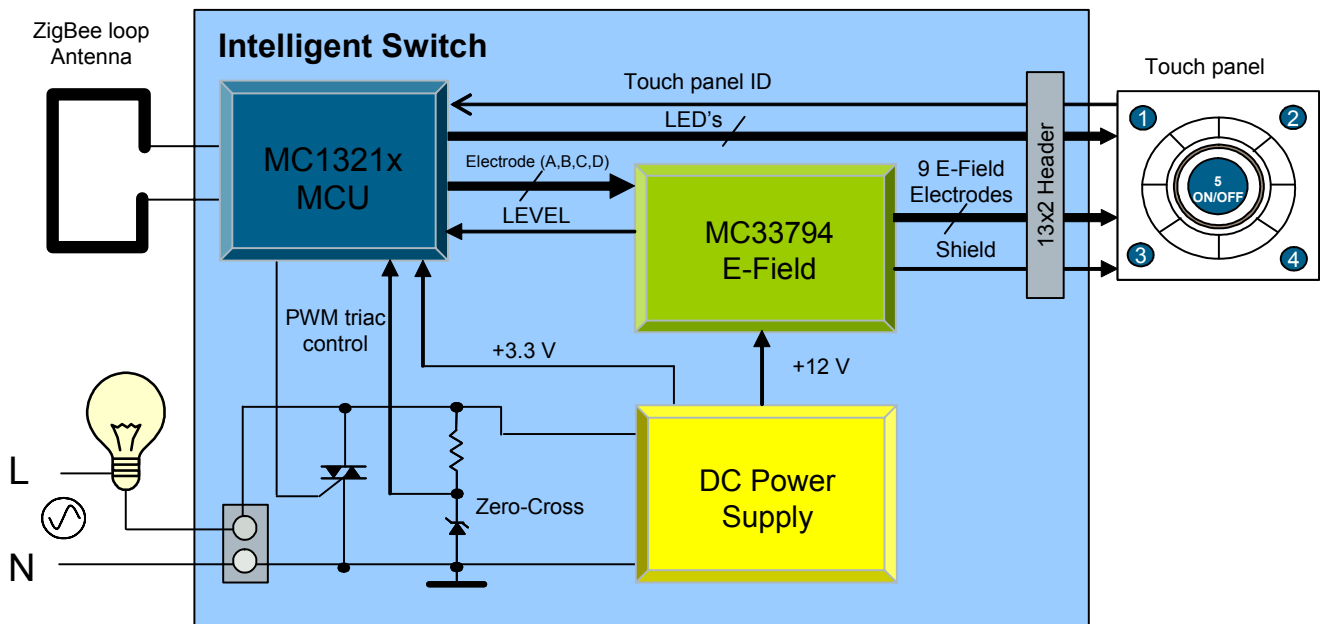 ZigBee loop
Antenna
Intelligent Switch
Touch panel
Touch panel ID
LED's
MC1321x
MCU
Electrode (A,B,C,D)
LEVEL
MC33794
E-Field
9 E-Field
Electrodes
Shield
13x2 Header
1
2
5
ON/OFF
3
4
PWM triac
control
+3.3 V
+12 V
DC Power
Supply
Zero-Cross
L
N